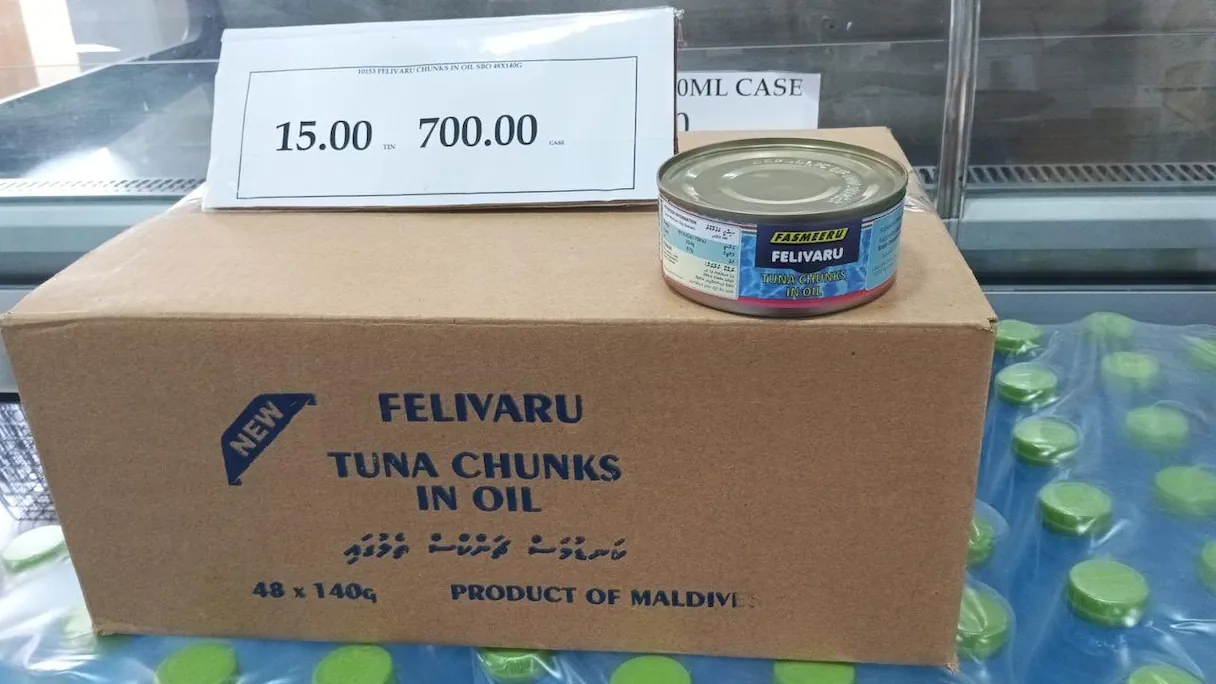 10153 FELIVARU CHUNKS IN OIL SBO 48X140G
15.00 TIN 700.00 CASE
0ML CASE
FASMEERU
FELIVARU
TUNA CHUNKS
IN OIL
NEW
FELIVARU
TUNA CHUNKS
IN OIL
ކަނޑުމަސް ޗަންކްސް ތެލުގައި
48 x 140g PRODUCT OF MALDIVES